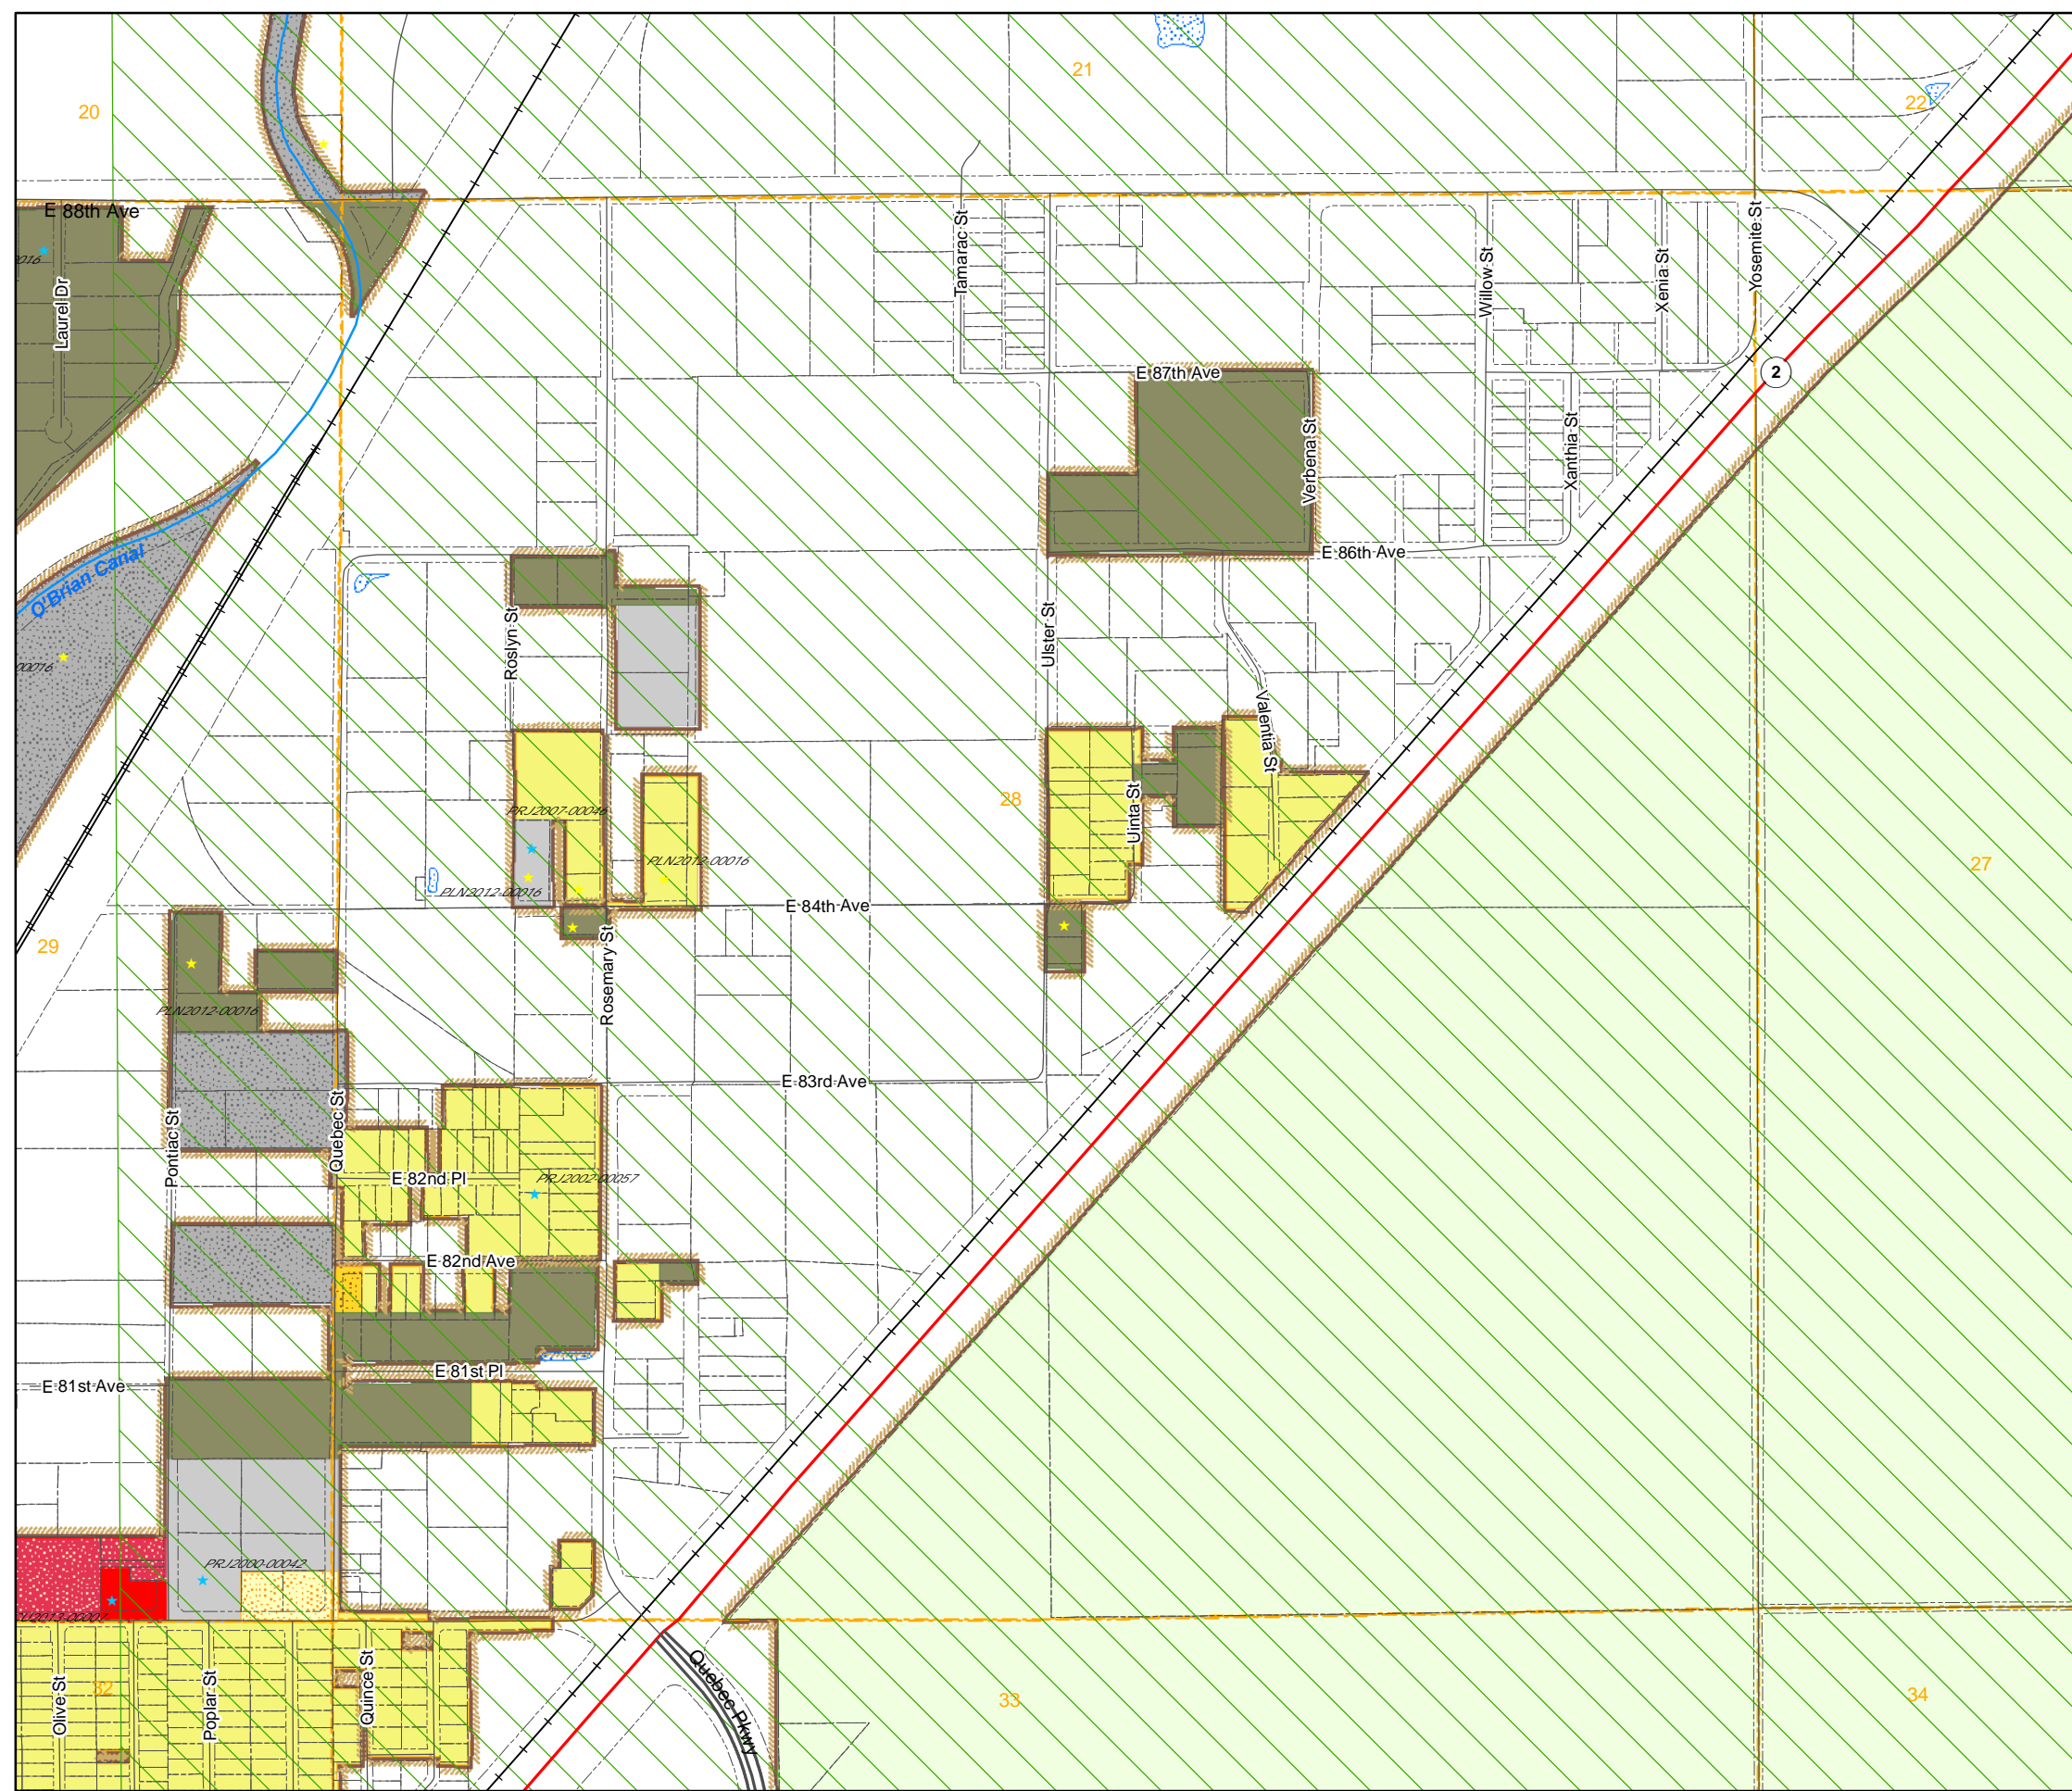 21
20
22
E 88th Ave
016
Laurel Dr
Tamarac St
Willow St
Xenia St
Yosemite St
2
E 87th Ave
Verbena St
Xanthia St
E 86th Ave
O'Brian Canal
00016
Roslyn St
Ulster St
Valentia St
28
Uinta St
PRJ2007-00046
PLN2012-00016
PLN2012-00016
27
E 84th Ave
29
Rosemary St
PLN2012-00016
E 83rd Ave
Pontiac St
Quebec St
E 82nd Pl
PRJ2002-00057
E 82nd Ave
E 81st Pl
E 81st Ave
PRJ2000-00042
Olive St
32
Poplar St
Quince St
Quebec Pkwy
33
34